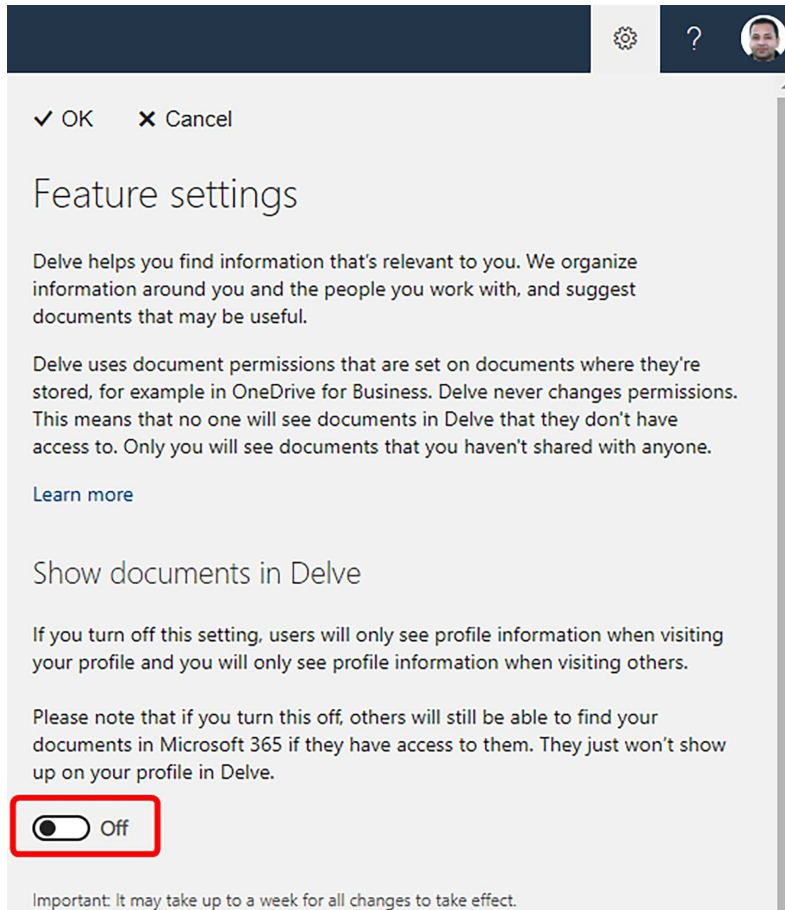 ?
OK
Cancel
Feature settings
Delve helps you find information that's relevant to you. We organize
information around you and the people you work with, and suggest
documents that may be useful.
Delve uses document permissions that are set on documents where they're
stored, for example in OneDrive for Business. Delve never changes permissions.
This means that no one will see documents in Delve that they don't have
access to. Only you will see documents that you haven't shared with anyone.
Learn more
Show documents in Delve
If you turn off this setting, users will only see profile information when visiting
your profile and you will only see profile information when visiting others.
Please note that if you turn this off, others will still be able to find your
documents in Microsoft 365 if they have access to them. They just won't show
up on your profile in Delve.
Off
Important: It may take up to a week for all changes to take effect.